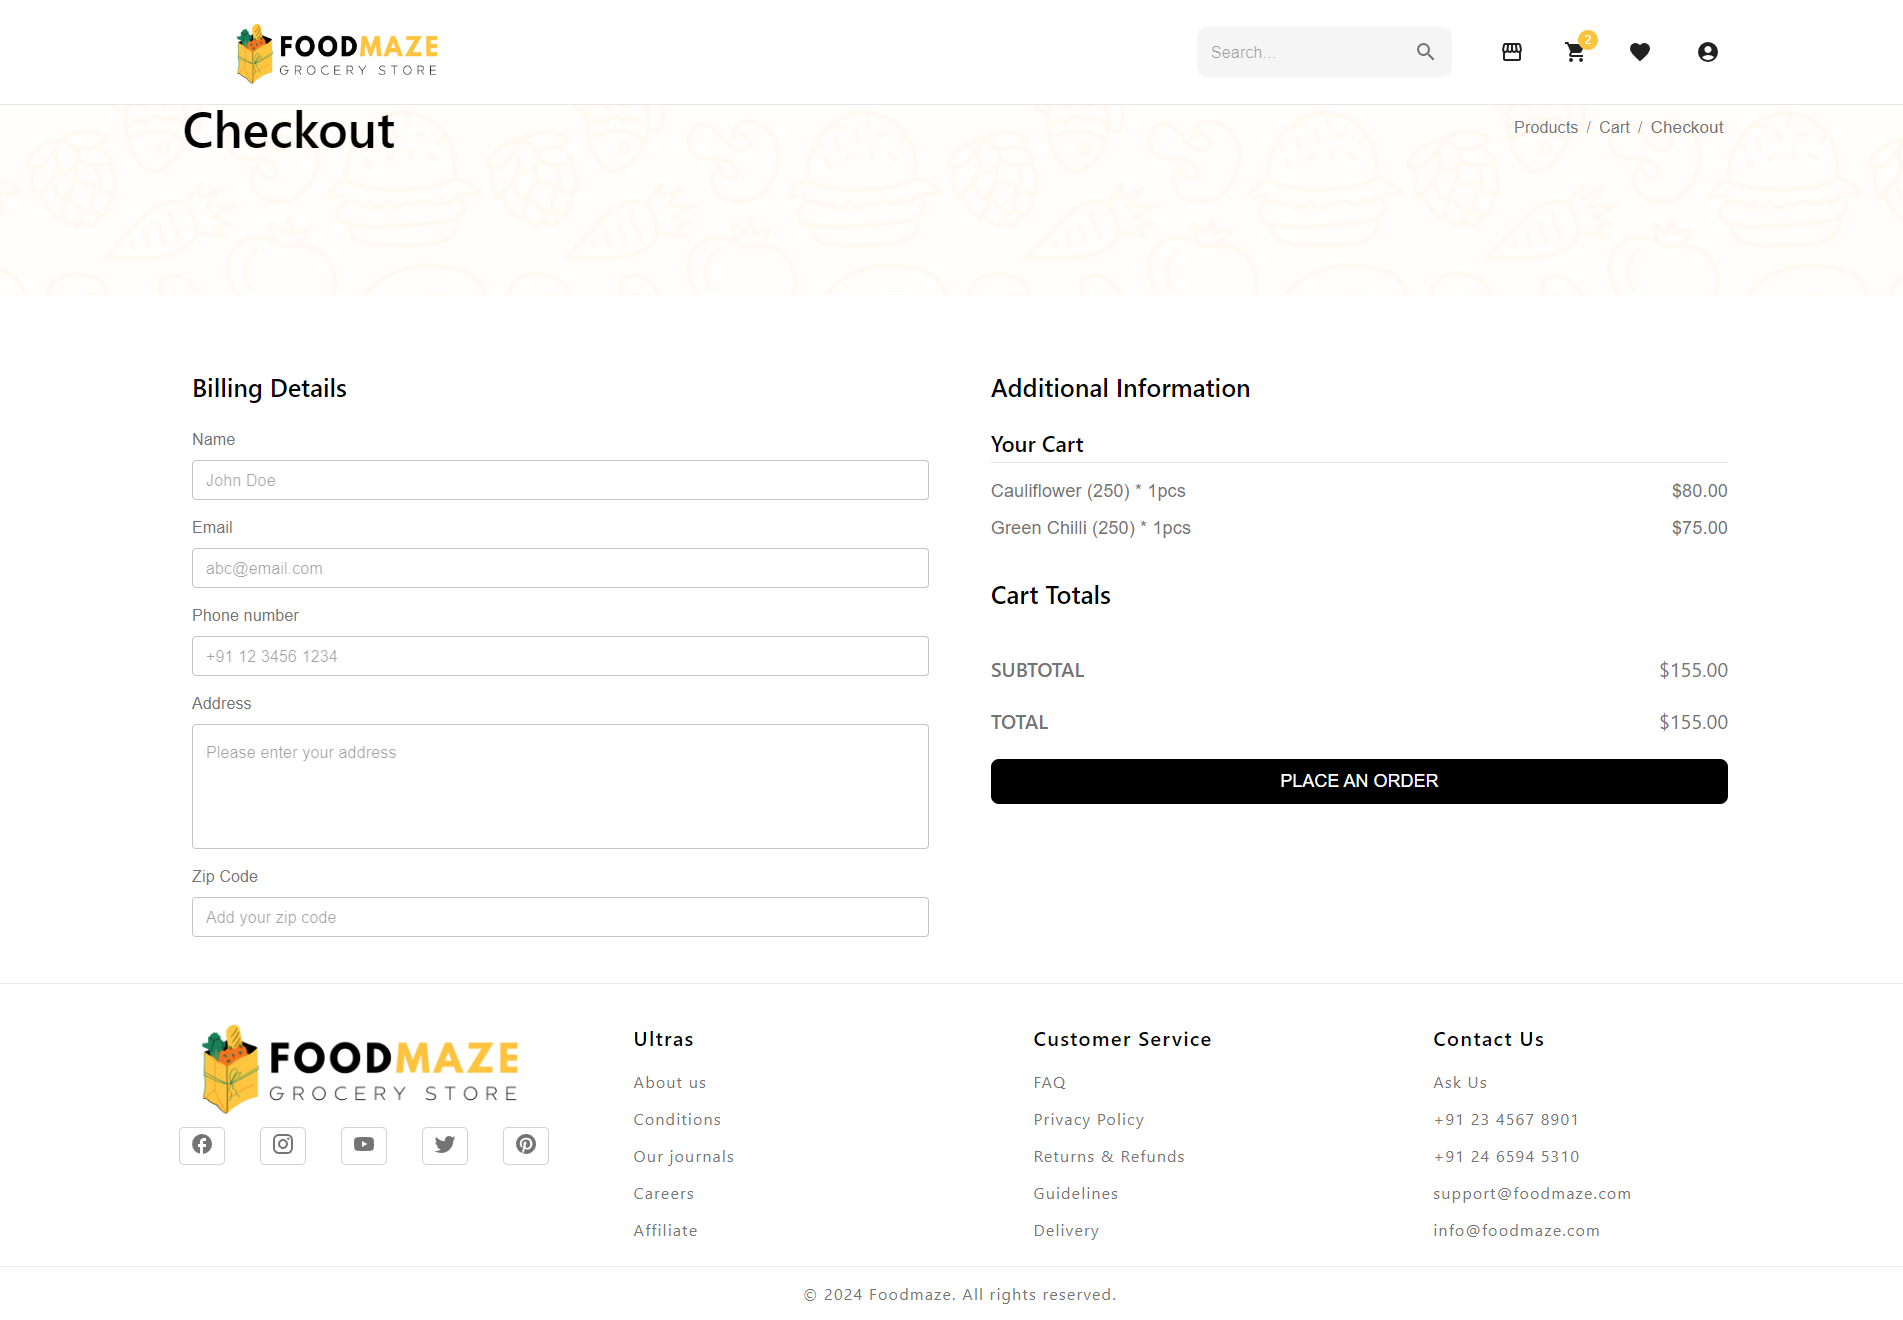 FOODMAZE
GROCERY STORE
Search...
2
Checkout
Products / Cart / Checkout
Billing Details
Name
John Doe
Email
abc@email.com
Phone number
+91 12 3456 1234
Address
Please enter your address
Zip Code
Add your zip code
Additional Information
Your Cart
Cauliflower (250) * 1pcs $80.00
Green Chilli (250) * 1pcs $75.00
Cart Totals
SUBTOTAL $155.00
TOTAL $155.00
PLACE AN ORDER
FOODMAZE
GROCERY STORE
Ultras
About us
Conditions
Our journals
Careers
Affiliate
Customer Service
FAQ
Privacy Policy
Returns & Refunds
Guidelines
Delivery
Contact Us
Ask Us
+91 23 4567 8901
+91 24 6594 5310
support@foodmaze.com
info@foodmaze.com
© 2024 Foodmaze. All rights reserved.